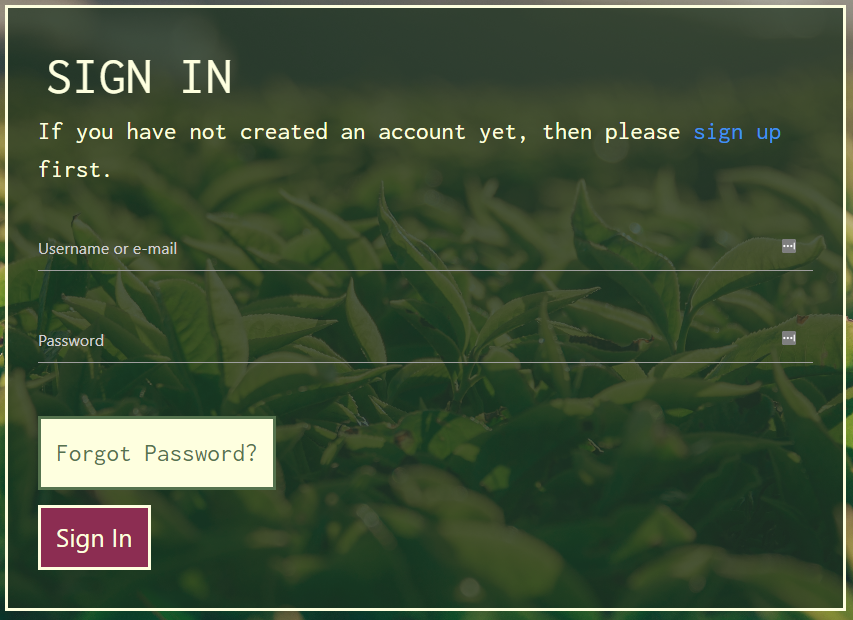 SIGN IN
If you have not created an account yet, then please sign up
first.
Username or e-mail
Password
Forgot Password?
Sign In